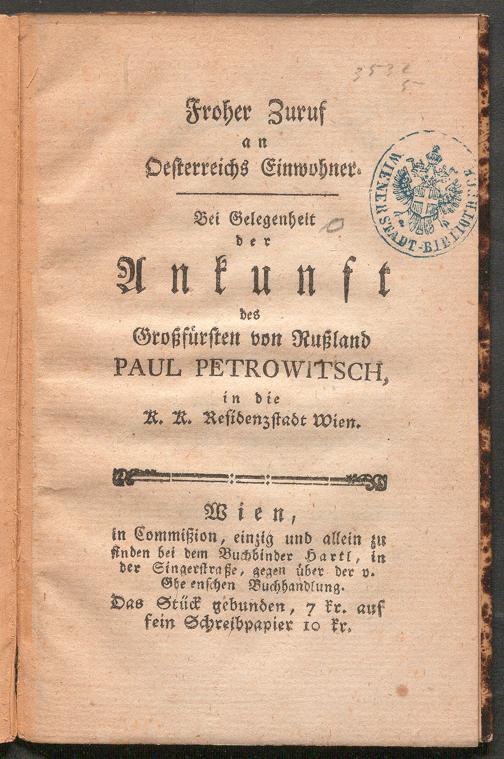 3532
5
Froher Zuruf
an
Oesterreichs Einwohner.
Bei Gelegenheit
der
Ankunft
des
Großfürsten von Rußland
PAUL PETROWITSCH,
in die
K. K. Residenzstadt Wien.
WIENER STADT-BIBLIOTHEK
Wien,
in Commißion, einzig und allein zu
finden bei dem Buchbinder Hartl, in
der Singerstraße, gegen über der v.
Ghelenschen Buchhandlung.
Das Stück gebunden, 7 kr. auf
fein Schreibpapier 10 kr.